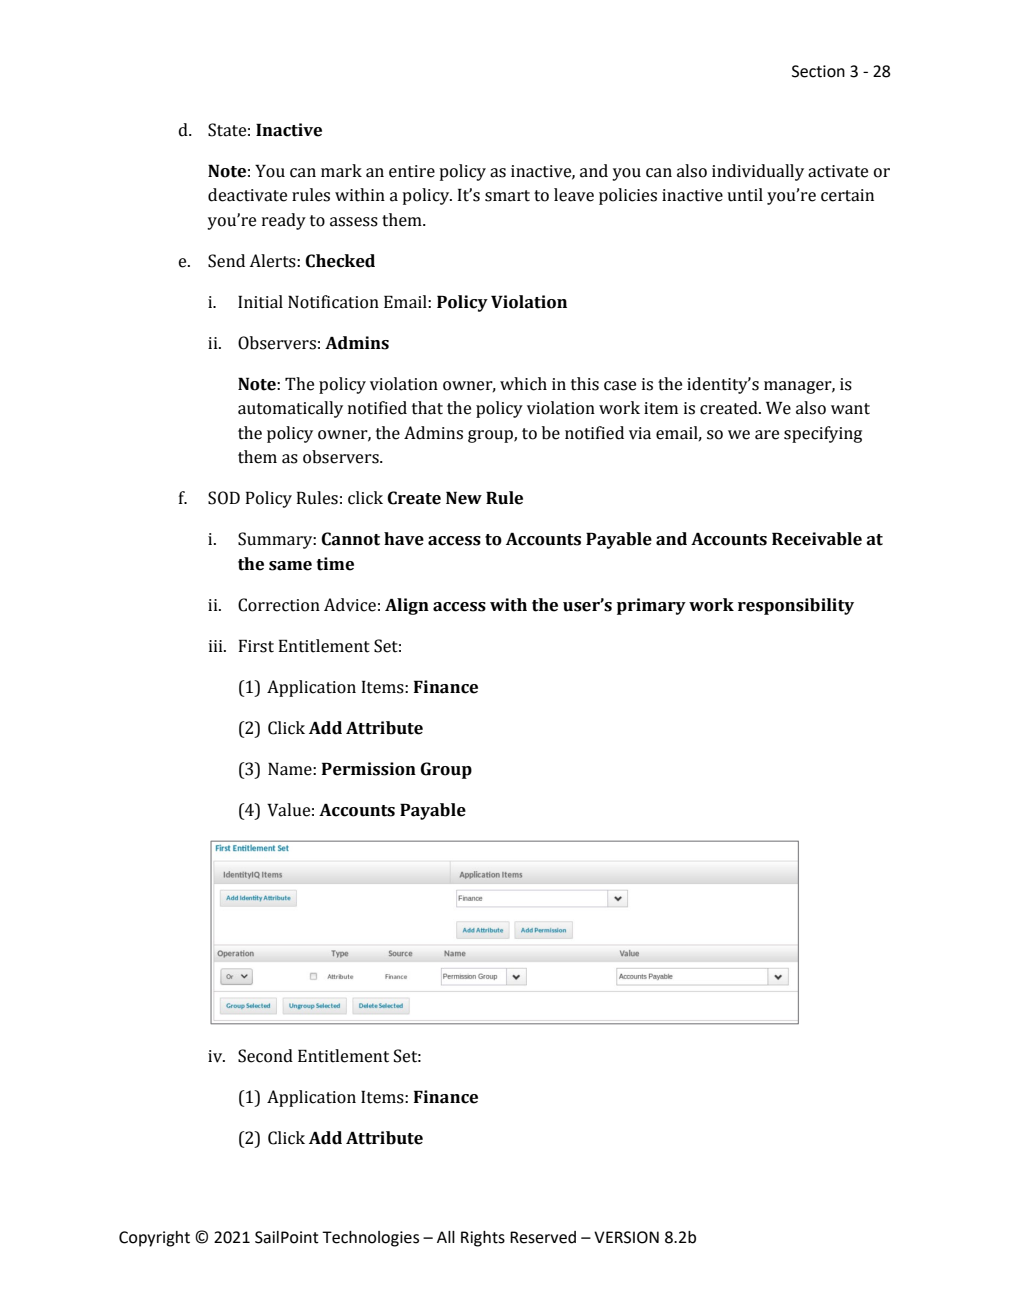 Section 3 - 28
d. State: Inactive
Note: You can mark an entire policy as inactive, and you can also individually activate or
deactivate rules within a policy. It’s smart to leave policies inactive until you’re certain
you’re ready to assess them.
e. Send Alerts: Checked
i. Initial Notification Email: Policy Violation
ii. Observers: Admins
Note: The policy violation owner, which in this case is the identity’s manager, is
automatically notified that the policy violation work item is created. We also want
the policy owner, the Admins group, to be notified via email, so we are specifying
them as observers.
f. SOD Policy Rules: click Create New Rule
i. Summary: Cannot have access to Accounts Payable and Accounts Receivable at
the same time
ii. Correction Advice: Align access with the user’s primary work responsibility
iii. First Entitlement Set:
(1) Application Items: Finance
(2) Click Add Attribute
(3) Name: Permission Group
(4) Value: Accounts Payable
First Entitlement Set
IdentityIQ Items Application Items
Add Identity Attribute Finance
Add Attribute Add Permission
Operation Type Source Name Value
Or Attribute Finance Permission Group Accounts Payable
Group Selected Ungroup Selected Delete Selected
iv. Second Entitlement Set:
(1) Application Items: Finance
(2) Click Add Attribute
Copyright © 2021 SailPoint Technologies – All Rights Reserved – VERSION 8.2b